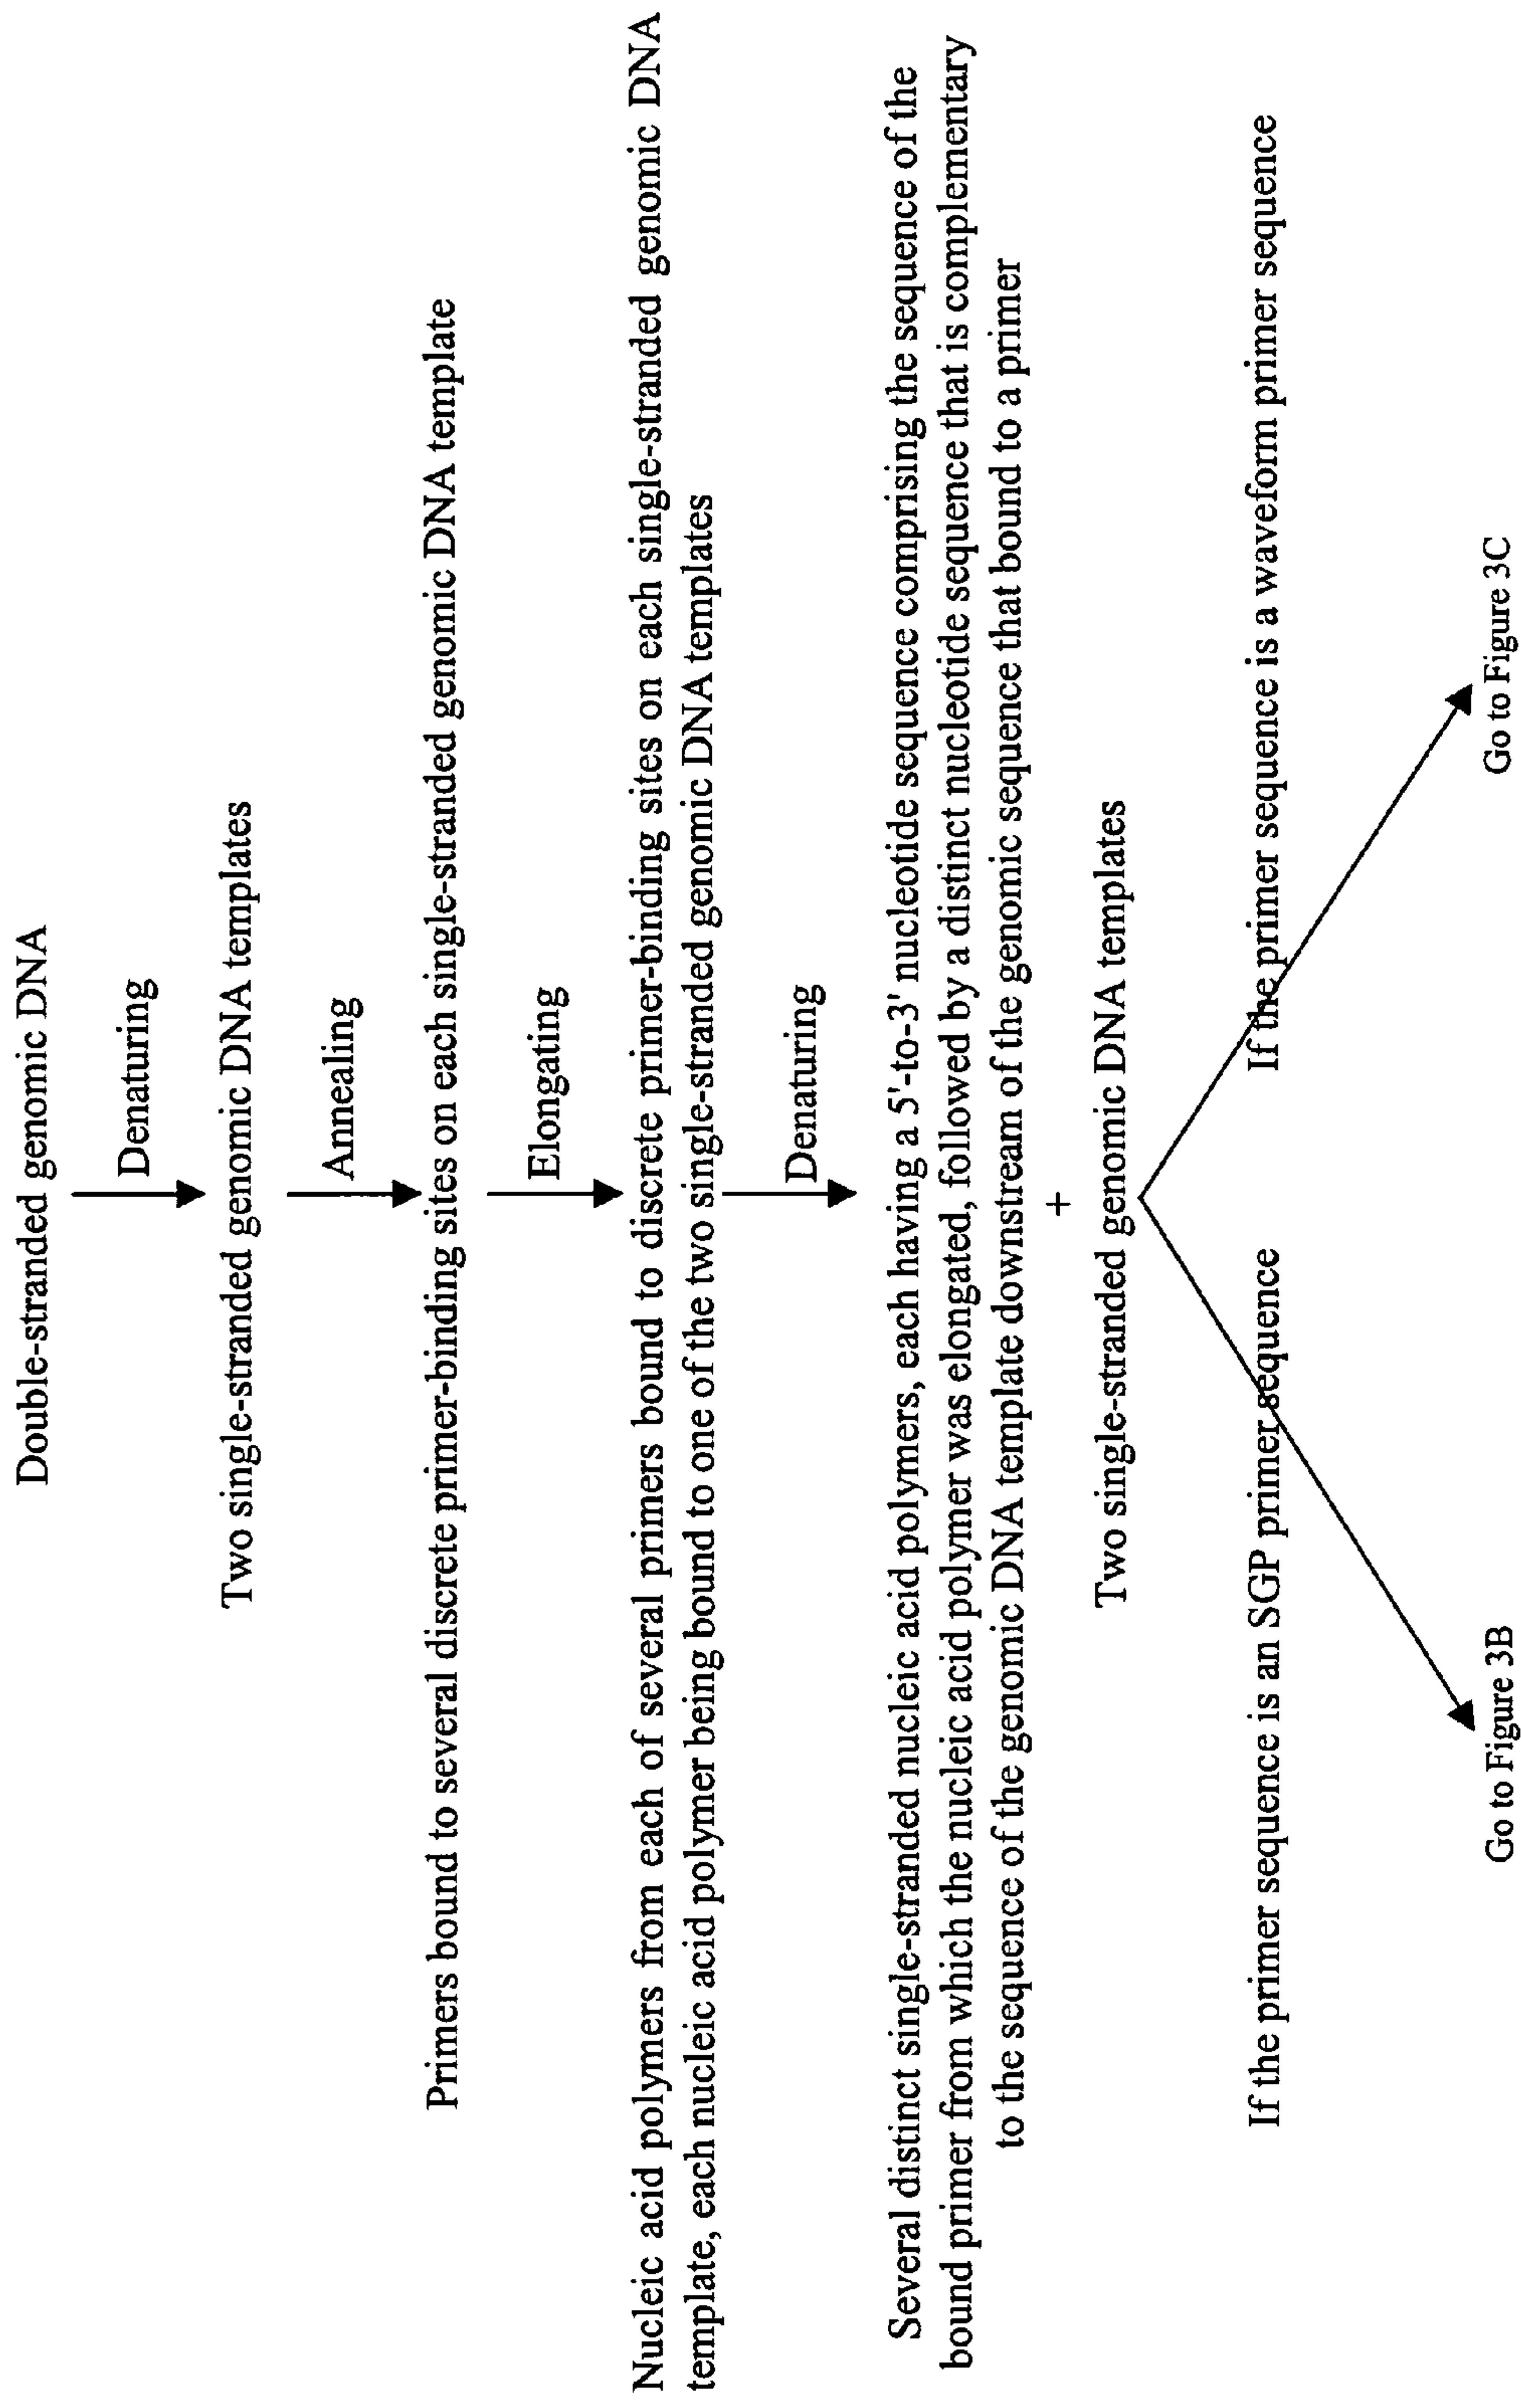 Double-stranded genomic DNA
Denaturing
Two single-stranded genomic DNA templates
Annealing
Primers bound to several discrete primer-binding sites on each single-stranded genomic DNA template
Elongating
Nucleic acid polymers from each of several primers bound to discrete primer-binding sites on each single-stranded genomic DNA
template, each nucleic acid polymer being bound to one of the two single-stranded genomic DNA templates
Denaturing
Several distinct single-stranded nucleic acid polymers, each having a 5'-to-3' nucleotide sequence comprising the sequence of the
bound primer from which the nucleic acid polymer was elongated, followed by a distinct nucleotide sequence that is complementary
to the sequence of the genomic DNA template downstream of the genomic sequence that bound to a primer
+
Two single-stranded genomic DNA templates
If the primer sequence is an SGP primer sequence
If the primer sequence is a waveform primer sequence
Go to Figure 3B
Go to Figure 3C